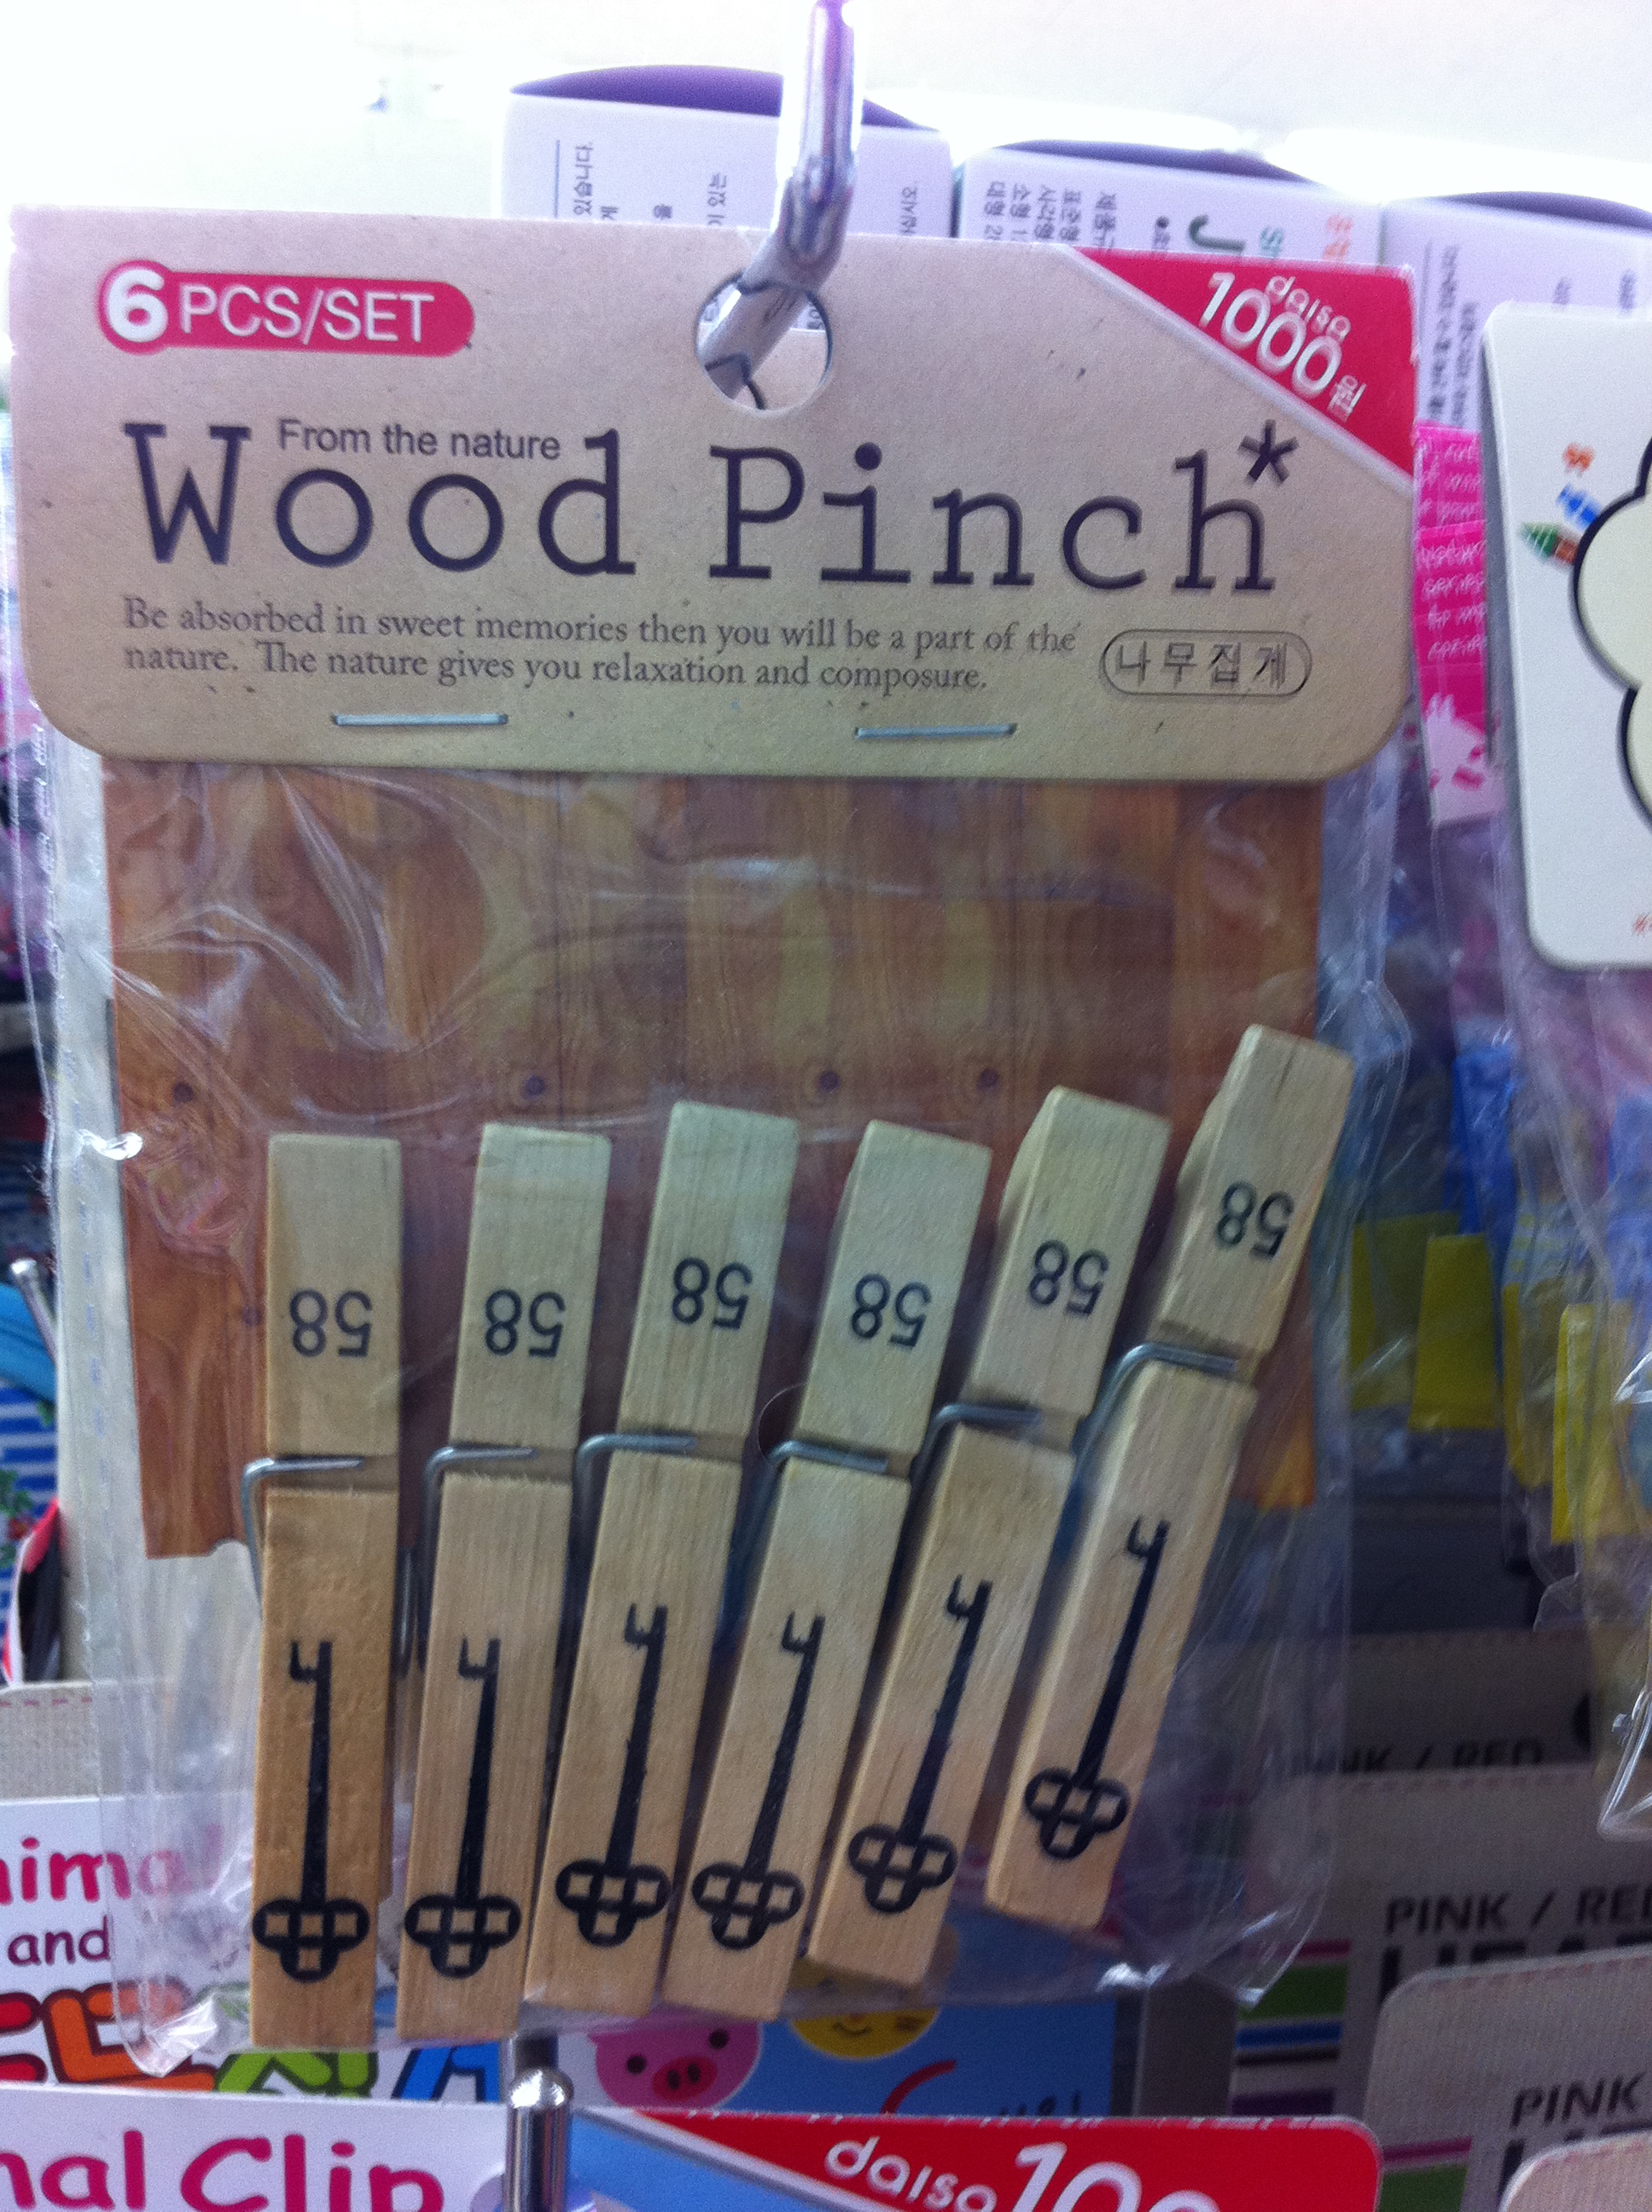 6 PCS/SET
daiso
1000원
From the nature
Wood Pinch*
Be absorbed in sweet memories then you will be a part of the
nature. The nature gives you relaxation and composure.
나무집게
58
58
58
58
58
58
PINK / RED
PINK / RE
PINK
and
nal Clip
daiso